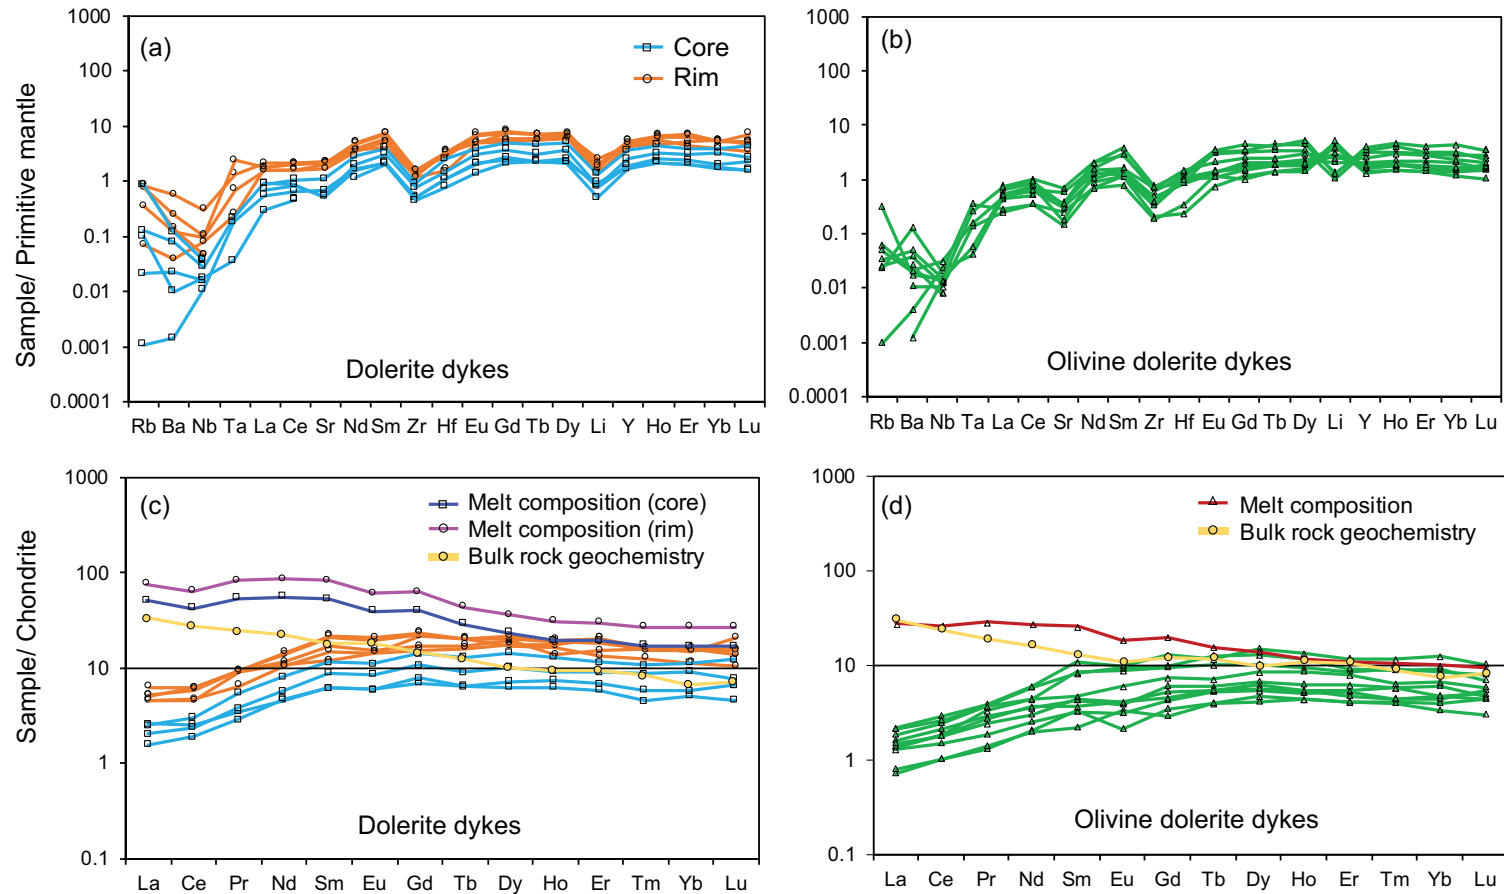 (a)
Core
Rim
Sample/ Primitive mantle
1000
100
10
1
0.1
0.01
0.001
0.0001
Dolerite dykes
Rb Ba Nb Ta La Ce Sr Nd Sm Zr Hf Eu Gd Tb Dy Li Y Ho Er Yb Lu
(b)
1000
100
10
1
0.1
0.01
0.001
0.0001
Olivine dolerite dykes
Rb Ba Nb Ta La Ce Sr Nd Sm Zr Hf Eu Gd Tb Dy Li Y Ho Er Yb Lu
(c)
Melt composition (core)
Melt composition (rim)
Bulk rock geochemistry
Sample/ Chondrite
1000
100
10
1
0.1
Dolerite dykes
La Ce Pr Nd Sm Eu Gd Tb Dy Ho Er Tm Yb Lu
(d)
Melt composition
Bulk rock geochemistry
1000
100
10
1
0.1
Olivine dolerite dykes
La Ce Pr Nd Sm Eu Gd Tb Dy Ho Er Tm Yb Lu